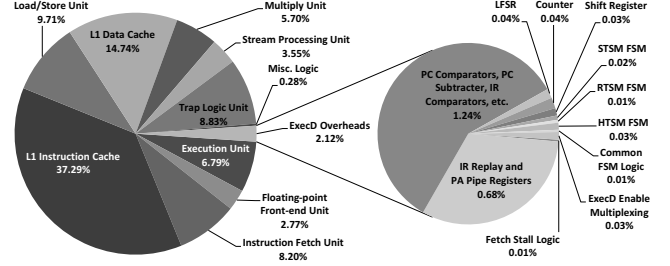 Load/Store Unit
9.71%
L1 Data Cache
14.74%
Multiply Unit
5.70%
Stream Processing Unit
3.55%
Misc. Logic
0.28%
Trap Logic Unit
8.83%
ExecD Overheads
2.12%
Execution Unit
6.79%
L1 Instruction Cache
37.29%
Floating-point
Front-end Unit
2.77%
Instruction Fetch Unit
8.20%
PC Comparators, PC
Subtracter, IR
Comparators, etc.
1.24%
IR Replay and
PA Pipe Registers
0.68%
LFSR
0.04%
Counter
0.04%
Shift Register
0.03%
STSM FSM
0.02%
RTSM FSM
0.01%
HTSM FSM
0.03%
Common
FSM Logic
0.01%
ExecD Enable
Multiplexing
0.03%
Fetch Stall Logic
0.01%